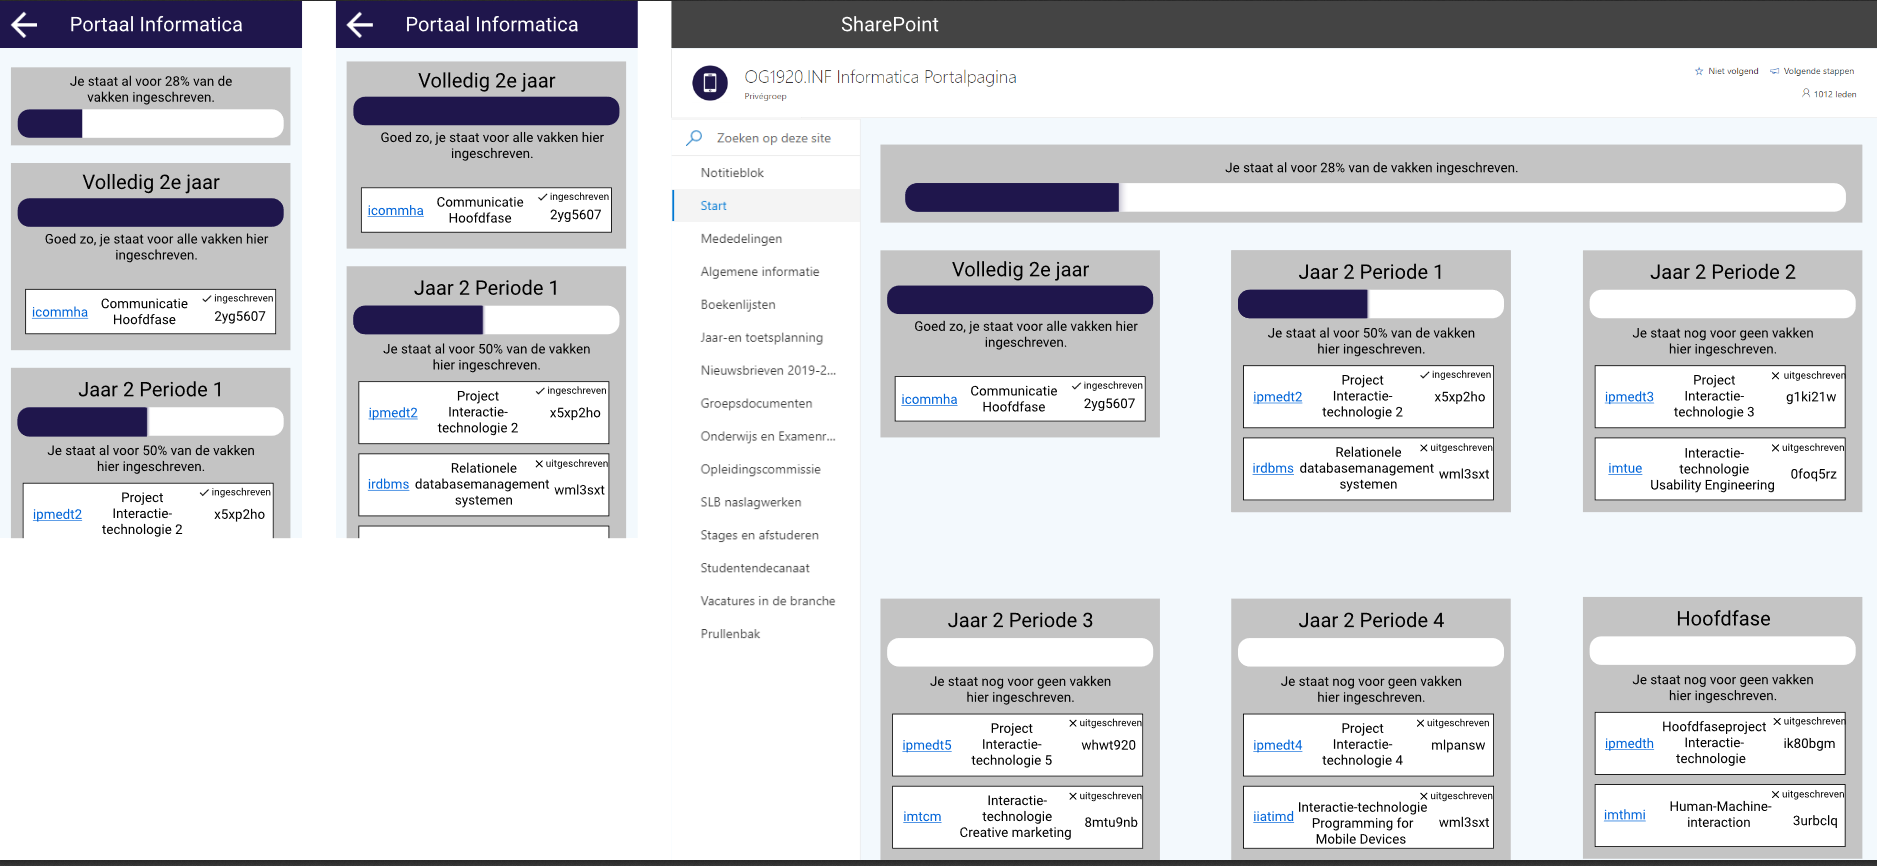 Portaal Informatica
Je staat al voor 28% van de
vakken ingeschreven.
Volledig 2e jaar
Goed zo, je staat voor alle vakken hier
ingeschreven.
icommha
Communicatie
Hoofdfase
ingeschreven
2yg5607
Jaar 2 Periode 1
Je staat al voor 50% van de vakken
hier ingeschreven.
ipmedt2
Project
Interactie-
technologie 2
ingeschreven
x5xp2ho
Portaal Informatica
Volledig 2e jaar
Goed zo, je staat voor alle vakken hier
ingeschreven.
icommha
Communicatie
Hoofdfase
ingeschreven
2yg5607
Jaar 2 Periode 1
Je staat al voor 50% van de vakken
hier ingeschreven.
ipmedt2
Project
Interactie-
technologie 2
ingeschreven
x5xp2ho
irdbms
Relationele
databasemanagement
systemen
uitgeschreven
wml3sxt
SharePoint
OG1920.INF Informatica Portalpagina
Privégroep
Niet volgend
Volgende stappen
1012 leden
Zoeken op deze site
Notitieblok
Start
Mededelingen
Algemene informatie
Boekenlijsten
Jaar-en toetsplanning
Nieuwsbrieven 2019-2...
Groepsdocumenten
Onderwijs en Examenr...
Opleidingscommissie
SLB naslagwerken
Stages en afstuderen
Studentendecanaat
Vacatures in de branche
Prullenbak
Je staat al voor 28% van de vakken ingeschreven.
Volledig 2e jaar
Goed zo, je staat voor alle vakken hier
ingeschreven.
icommha
Communicatie
Hoofdfase
ingeschreven
2yg5607
Jaar 2 Periode 1
Je staat al voor 50% van de vakken
hier ingeschreven.
ipmedt2
Project
Interactie-
technologie 2
ingeschreven
x5xp2ho
irdbms
Relationele
databasemanagement
systemen
uitgeschreven
wml3sxt
Jaar 2 Periode 2
Je staat nog voor geen vakken
hier ingeschreven.
ipmedt3
Project
Interactie-
technologie 3
uitgeschreven
g1ki21w
imtue
Interactie-
technologie
Usability Engineering
uitgeschreven
0foq5rz
Jaar 2 Periode 3
Je staat nog voor geen vakken
hier ingeschreven.
ipmedt5
Project
Interactie-
technologie 5
uitgeschreven
whwt920
imtcm
Interactie-
technologie
Creative marketing
uitgeschreven
8mtu9nb
Jaar 2 Periode 4
Je staat nog voor geen vakken
hier ingeschreven.
ipmedt4
Project
Interactie-
technologie 4
uitgeschreven
mlpansw
iiatimd
Interactie-technologie
Programming for
Mobile Devices
uitgeschreven
wml3sxt
Hoofdfase
Je staat nog voor geen vakken
hier ingeschreven.
ipmedth
Hoofdfaseproject
Interactie-
technologie
uitgeschreven
ik80bgm
imthmi
Human-Machine-
interaction
uitgeschreven
3urbclq